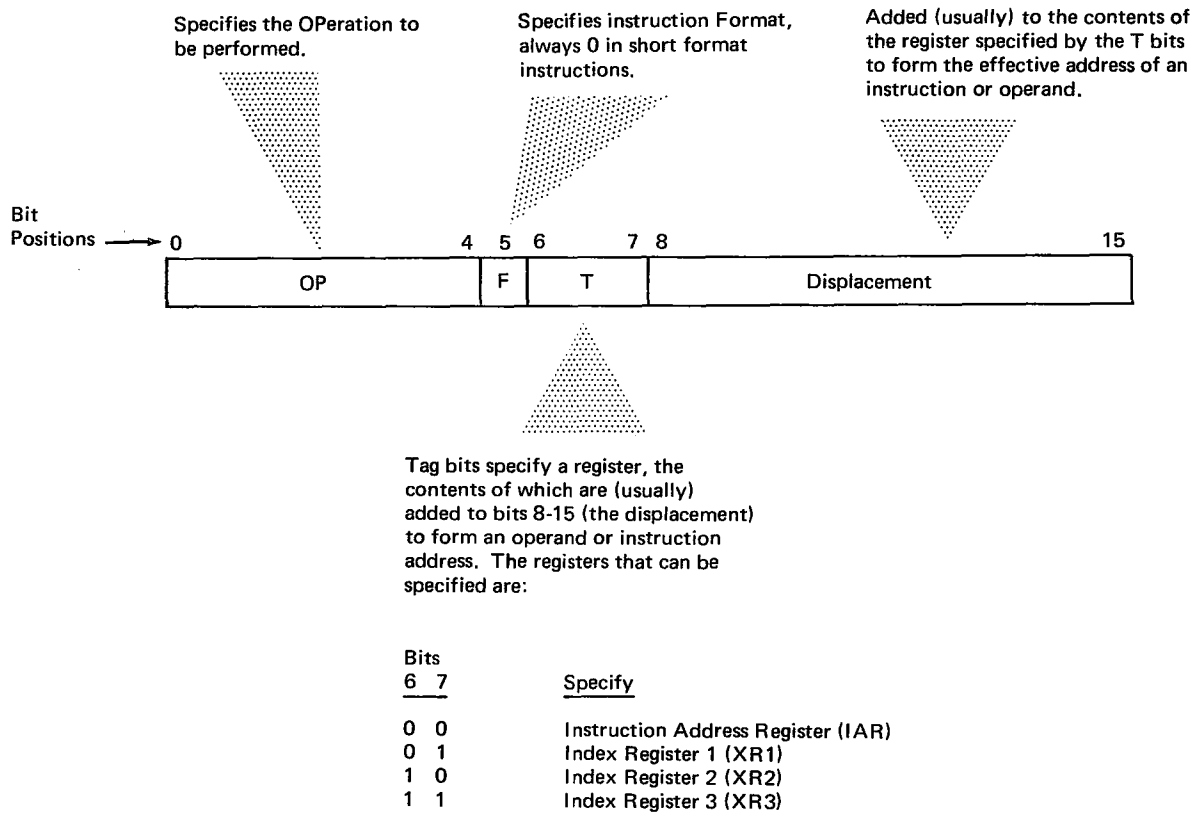 Specifies the OPeration to
be performed.
Specifies instruction Format,
always 0 in short format
instructions.
Added (usually) to the contents of
the register specified by the T bits
to form the effective address of an
instruction or operand.
Bit
Positions
0 4 5 6 7 8 15
OP F T Displacement
Tag bits specify a register, the
contents of which are (usually)
added to bits 8-15 (the displacement)
to form an operand or instruction
address. The registers that can be
specified are:
Bits
6 7 Specify
0 0 Instruction Address Register (IAR)
0 1 Index Register 1 (XR1)
1 0 Index Register 2 (XR2)
1 1 Index Register 3 (XR3)